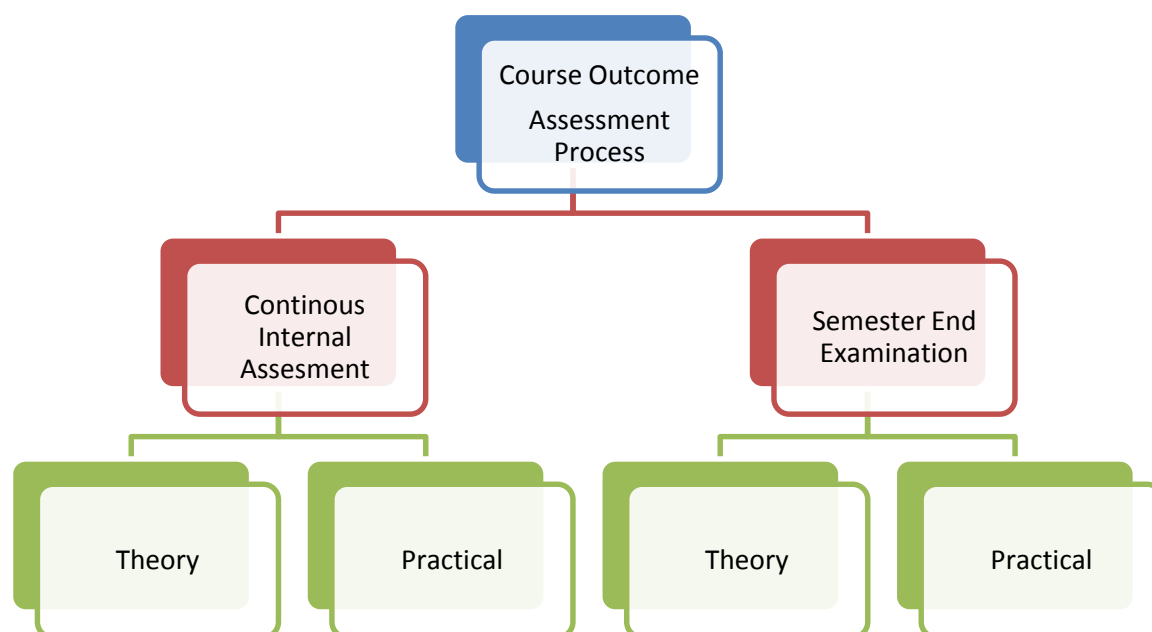 Course Outcome
Assessment
Process
Continous
Internal
Assesment
Semester End
Examination
Theory
Practical
Theory
Practical